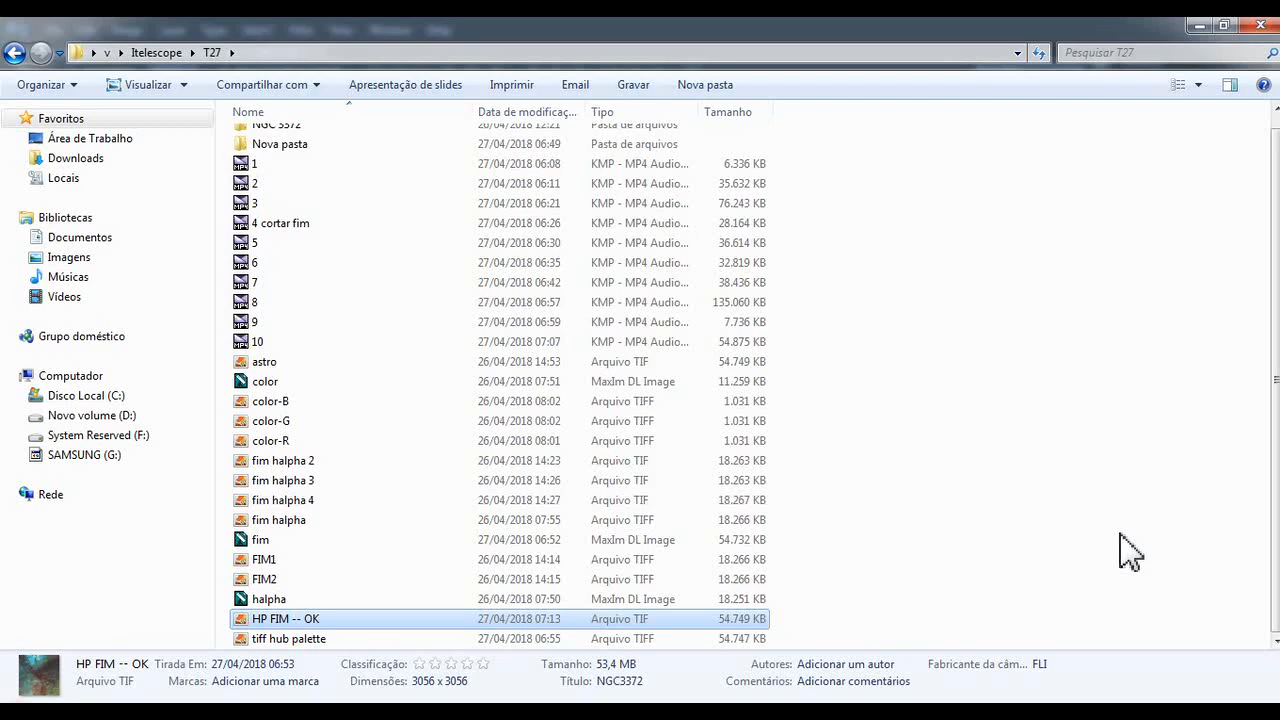 v Itelescope T27 Pesquisar T27
Organizar Visualizar Compartilhar com Apresentação de slides Imprimir Email Gravar Nova pasta
Favoritos
Área de Trabalho
Downloads
Locais
Bibliotecas
Documentos
Imagens
Músicas
Vídeos
Grupo doméstico
Computador
Disco Local (C:)
Novo volume (D:)
System Reserved (F:)
SAMSUNG (G:)
Rede
Nome Data de modificaç... Tipo Tamanho
NGC 3372 26/04/2018 12:21 Pasta de arquivos
Nova pasta 27/04/2018 06:49 Pasta de arquivos
1 27/04/2018 06:08 KMP - MP4 Audio... 6.336 KB
2 27/04/2018 06:11 KMP - MP4 Audio... 35.632 KB
3 27/04/2018 06:21 KMP - MP4 Audio... 76.243 KB
4 cortar fim 27/04/2018 06:26 KMP - MP4 Audio... 28.164 KB
5 27/04/2018 06:30 KMP - MP4 Audio... 36.614 KB
6 27/04/2018 06:35 KMP - MP4 Audio... 32.819 KB
7 27/04/2018 06:42 KMP - MP4 Audio... 38.436 KB
8 27/04/2018 06:57 KMP - MP4 Audio... 135.060 KB
9 27/04/2018 06:59 KMP - MP4 Audio... 7.736 KB
10 27/04/2018 07:07 KMP - MP4 Audio... 54.875 KB
astro 26/04/2018 14:53 Arquivo TIF 54.749 KB
color 26/04/2018 07:51 MaxIm DL Image 11.259 KB
color-B 26/04/2018 08:02 Arquivo TIFF 1.031 KB
color-G 26/04/2018 08:02 Arquivo TIFF 1.031 KB
color-R 26/04/2018 08:01 Arquivo TIFF 1.031 KB
fim halpha 2 26/04/2018 14:23 Arquivo TIF 18.263 KB
fim halpha 3 26/04/2018 14:26 Arquivo TIF 18.263 KB
fim halpha 4 26/04/2018 14:27 Arquivo TIF 18.267 KB
fim halpha 26/04/2018 07:55 Arquivo TIFF 18.266 KB
fim 27/04/2018 06:52 MaxIm DL Image 54.732 KB
FIM1 26/04/2018 14:14 Arquivo TIF 18.266 KB
FIM2 26/04/2018 14:15 Arquivo TIF 18.266 KB
halpha 26/04/2018 07:50 MaxIm DL Image 18.251 KB
HP FIM -- OK 27/04/2018 07:13 Arquivo TIF 54.749 KB
tiff hub palette 27/04/2018 06:55 Arquivo TIFF 54.747 KB
HP FIM -- OK Tirada Em: 27/04/2018 06:53 Classificação: Tamanho: 53,4 MB Autores: Adicionar um autor Fabricante da câm... FLI
Arquivo TIF Marcas: Adicionar uma marca Dimensões: 3056 x 3056 Título: NGC3372 Comentários: Adicionar comentários